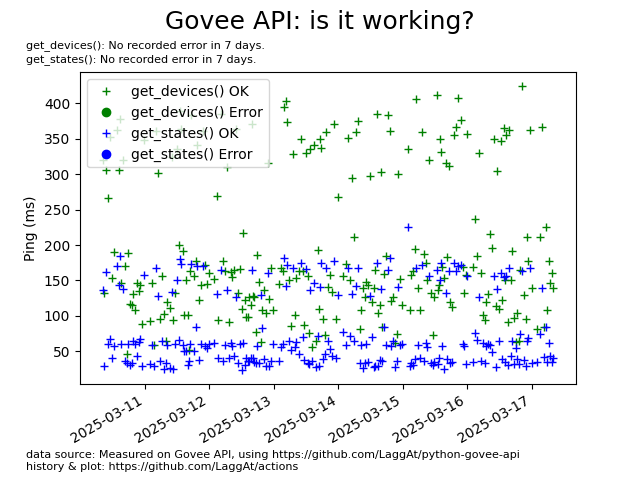 Govee API: is it working?
get_devices(): No recorded error in 7 days.
get_states(): No recorded error in 7 days.
get_devices() OK
get_devices() Error
get_states() OK
get_states() Error
Ping (ms)
400
350
300
250
200
150
100
50
2025-03-11
2025-03-12
2025-03-13
2025-03-14
2025-03-15
2025-03-16
2025-03-17
data source: Measured on Govee API, using https://github.com/LaggAt/python-govee-api
history & plot: https://github.com/LaggAt/actions